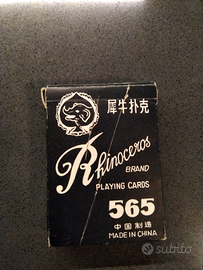 犀牛扑克
Rhinoceros
BRAND
PLAYING CARDS
565
中国制造
MADE IN CHINA
subito